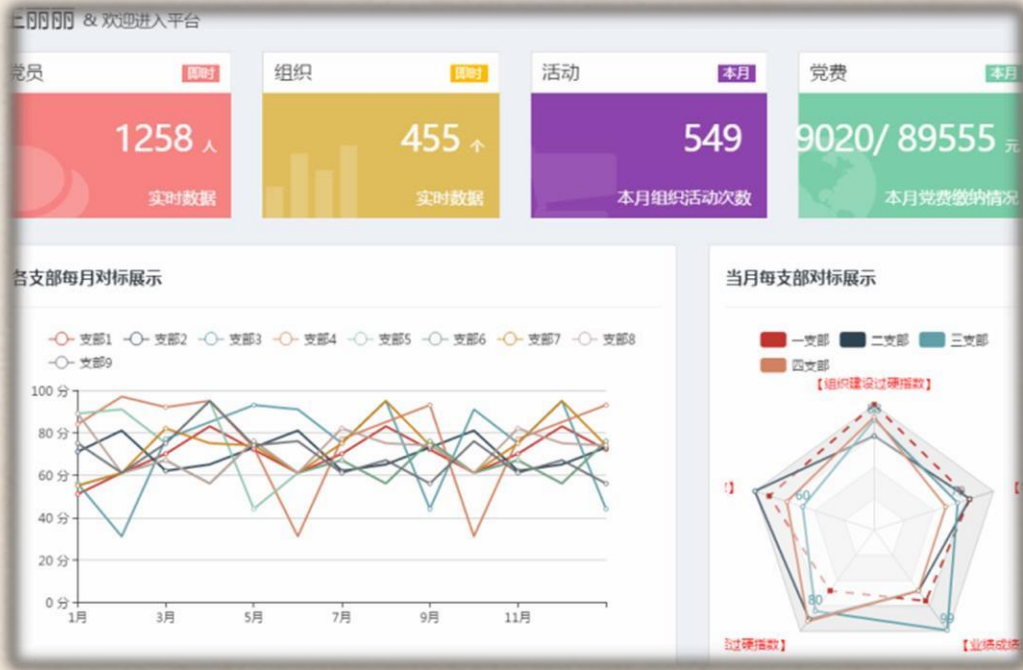 丽丽 & 欢迎进入平台
党员 即时
组织 即时
活动 本月
党费 本月
1258 人
455 个
549
9020/ 89555 元
实时数据
实时数据
本月组织活动次数
本月党费缴纳情况
各支部每月对标展示
当月每支部对标展示
支部1 支部2 支部3 支部4 支部5 支部6 支部7 支部8
支部9
一支部 二支部 三支部
四支部
【组织建设过硬指数】
100 分
80 分
60 分
40 分
20 分
0 分
1月 3月 5月 7月 9月 11月
60
80
99
过硬指数】
【业绩成绩